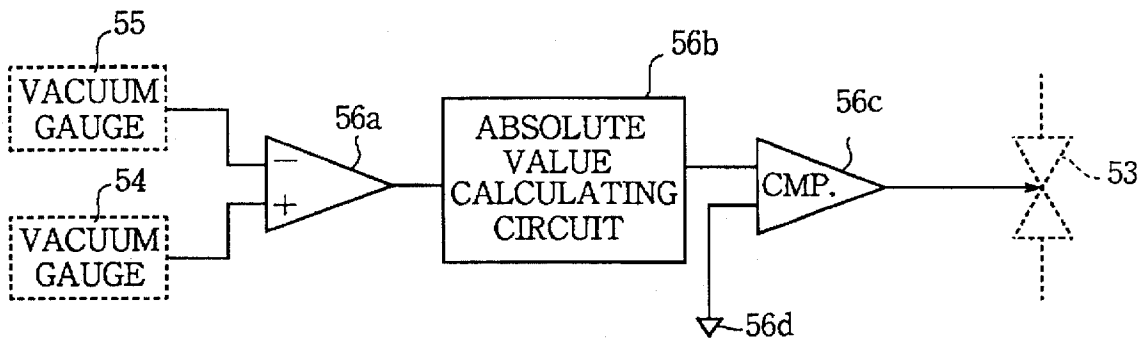 55
VACUUM
GAUGE
54
VACUUM
GAUGE
−
+
56a
56b
ABSOLUTE
VALUE
CALCULATING
CIRCUIT
56c
CMP.
56d
53